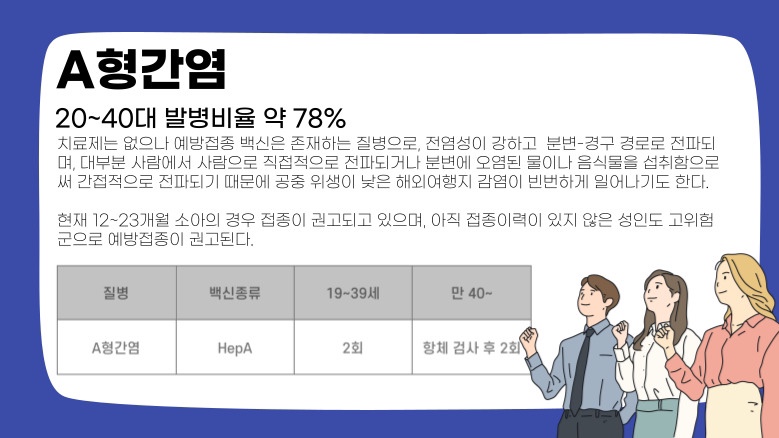 A형간염
20~40대 발병비율 약 78%
치료제는 없으나 예방접종 백신은 존재하는 질병으로, 전염성이 강하고 분변-경구 경로로 전파되
며, 대부분 사람에서 사람으로 직접적으로 전파되거나 분변에 오염된 물이나 음식물을 섭취함으로
써 간접적으로 전파되기 때문에 공중 위생이 낮은 해외여행지 감염이 빈번하게 일어나기도 한다.
현재 12~23개월 소아의 경우 접종이 권고되고 있으며, 아직 접종이력이 있지 않은 성인도 고위험
군으로 예방접종이 권고된다.
질병 백신종류 19~39세 만 40~
A형간염 HepA 2회 항체 검사 후 2회